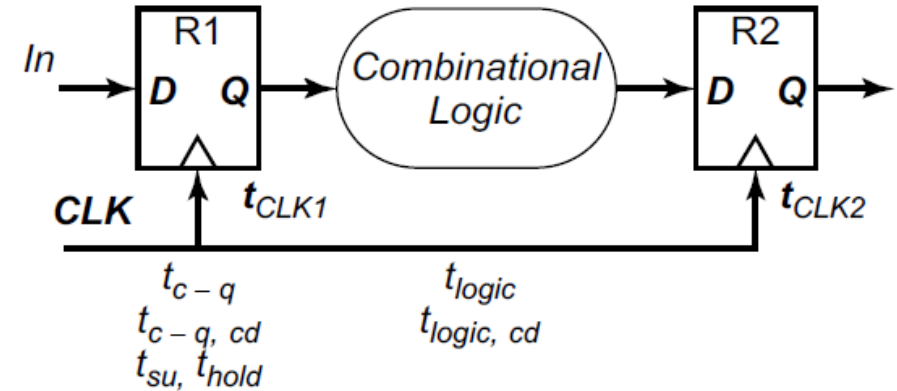 R1
R2
In
D Q
Combinational
Logic
D Q
CLK
tCLK1
tCLK2
tc – q
tc – q, cd
tsu, thold
tlogic
tlogic, cd